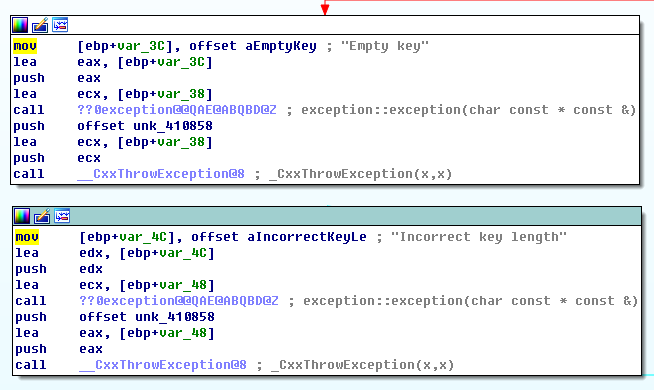 mov [ebp+var_3C], offset aEmptyKey ; "Empty key"
lea eax, [ebp+var_3C]
push eax
lea ecx, [ebp+var_38]
call ??0exception@@QAE@ABQBD@Z ; exception::exception(char const * const &)
push offset unk_410858
lea ecx, [ebp+var_38]
push ecx
call __CxxThrowException@8 ; _CxxThrowException(x,x)
mov [ebp+var_4C], offset aIncorrectKeyLe ; "Incorrect key length"
lea edx, [ebp+var_4C]
push edx
lea ecx, [ebp+var_48]
call ??0exception@@QAE@ABQBD@Z ; exception::exception(char const * const &)
push offset unk_410858
lea eax, [ebp+var_48]
push eax
call __CxxThrowException@8 ; _CxxThrowException(x,x)